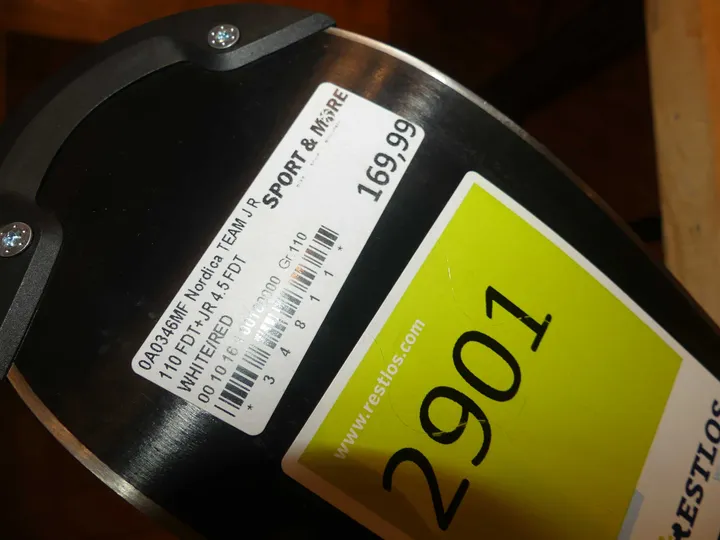 SPORT & MORE
169,99
0A0346MF Nordica TEAM J R
110 FDT+JR 4.5 FDT
WHITE/RED
Gr 110
* 3 4 8 1 1 *
www.restlos.com
2901
RESTLOS